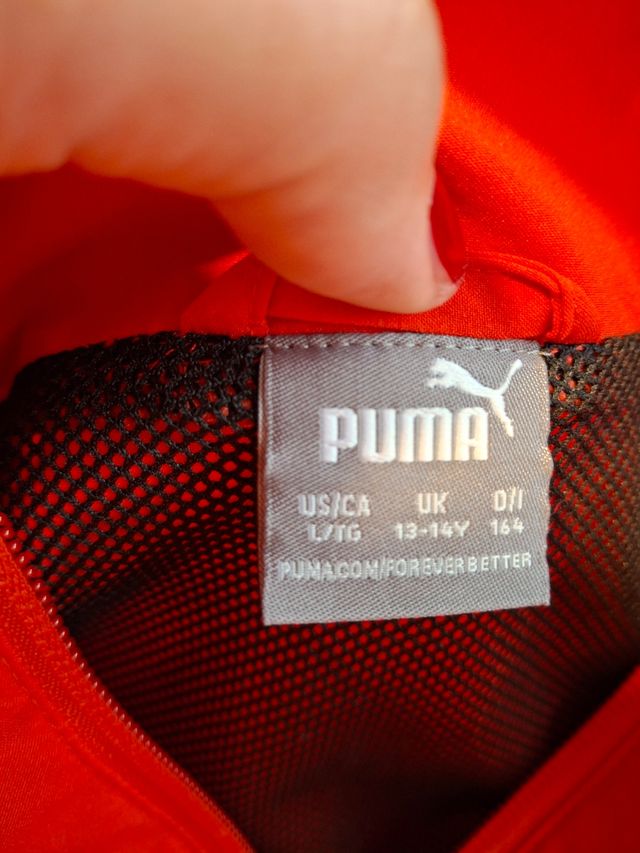 PUMA
US/CA UK D/I
L/TG 13-14Y 164
PUMA.COM/FOREVERBETTER